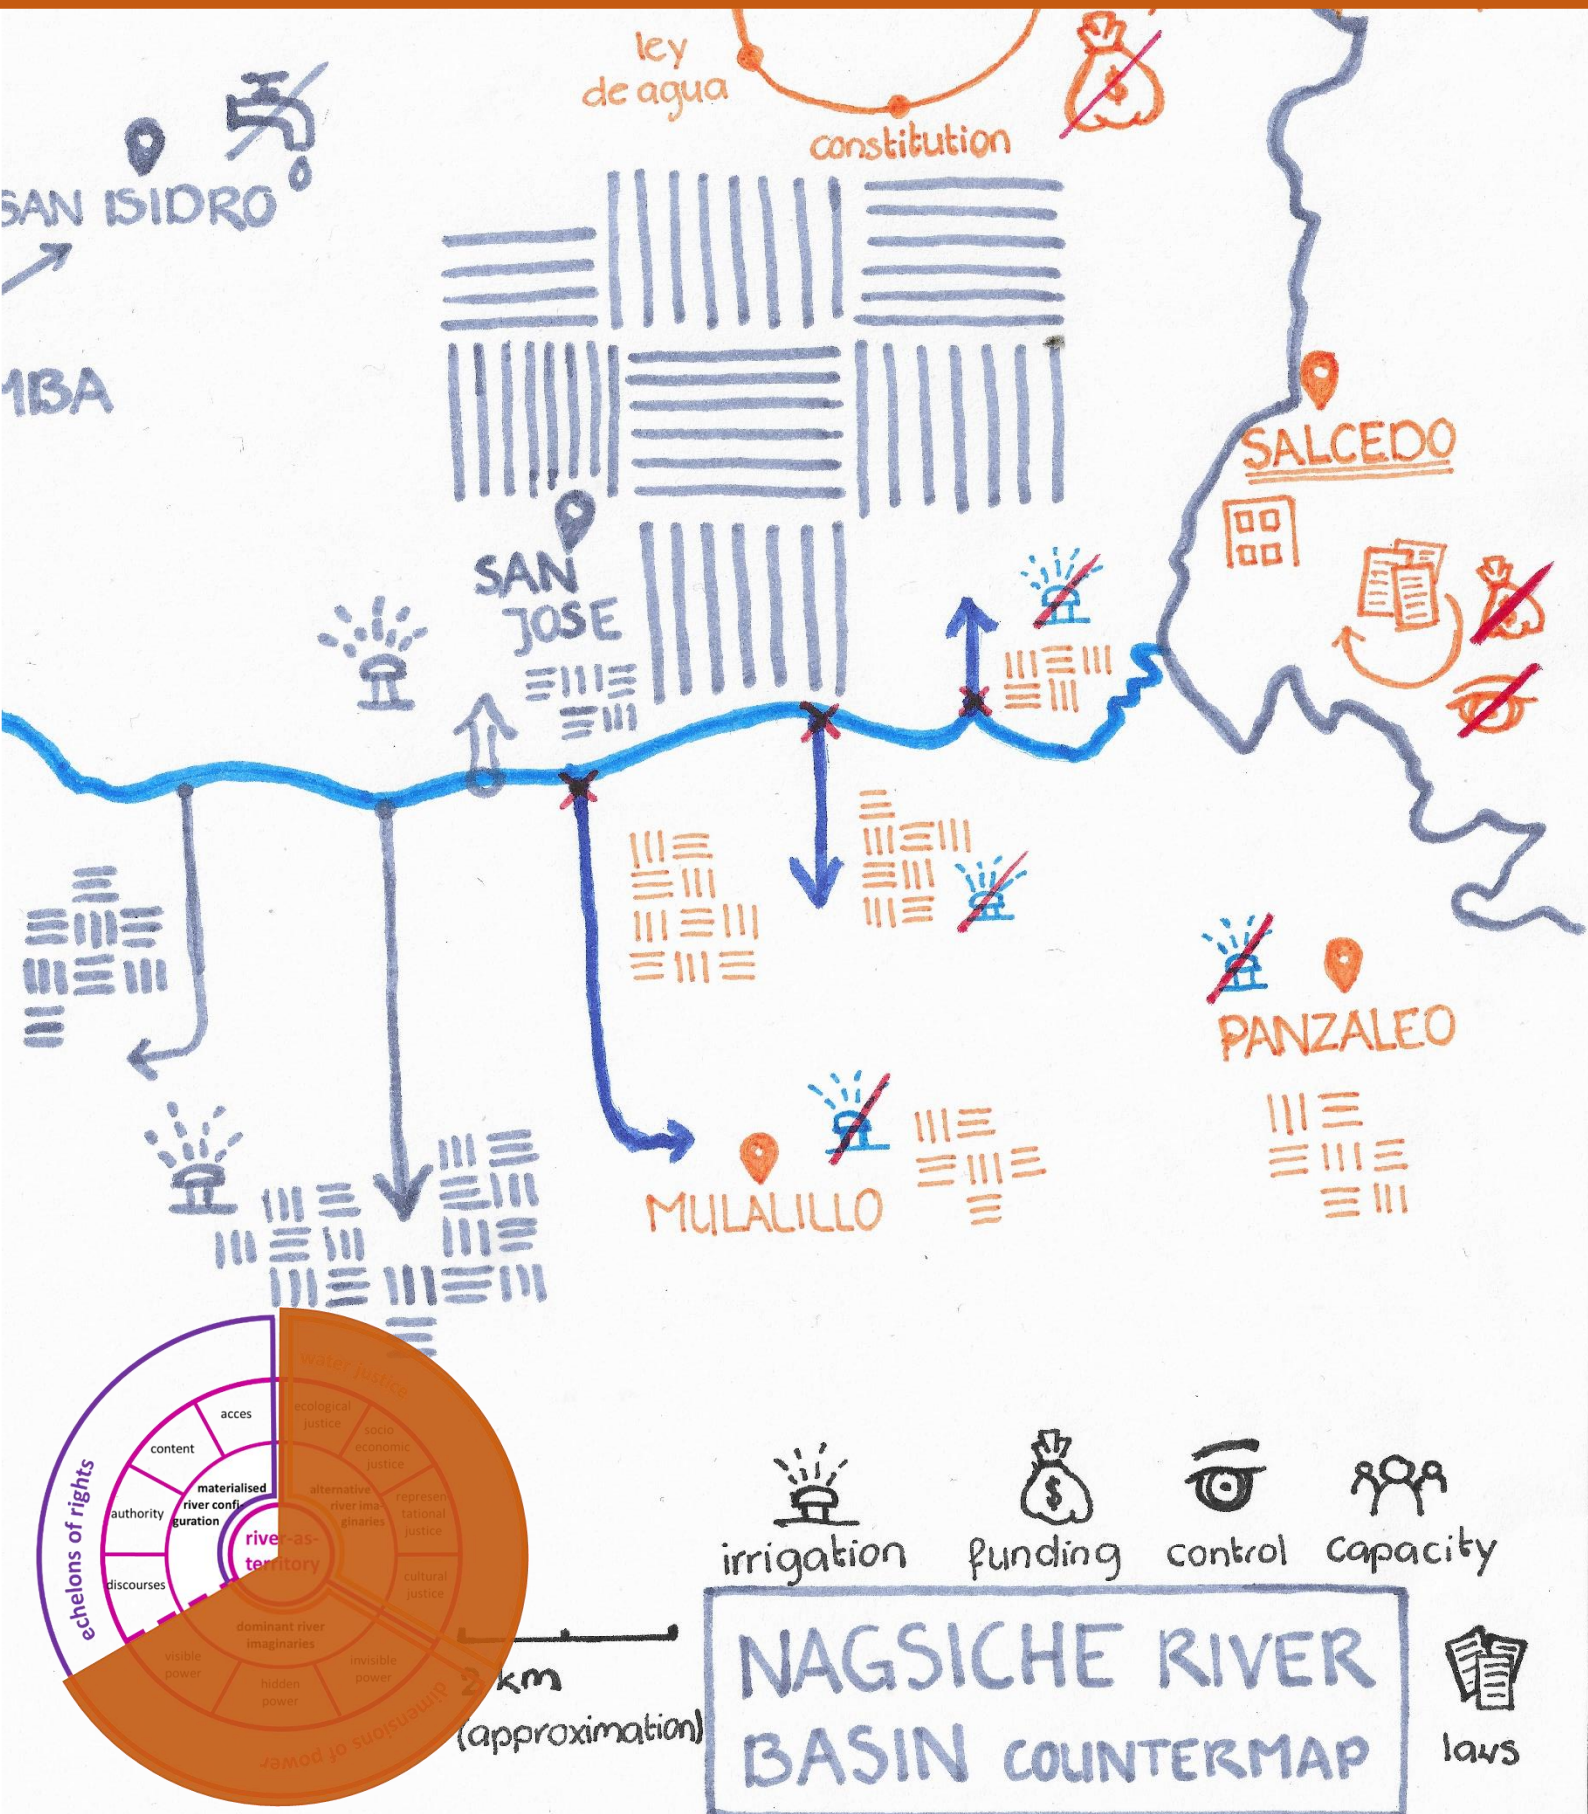 ley
de agua
constitution
$
SAN ISIDRO
MBA
SALCEDO
SAN
JOSE
PANZALEO
MULALILLO
echelons of rights
acces
content
authority
discourses
materialised
river confi-
guration
river-as-
territory
water justice
ecological
justice
socio
economic
justice
represen-
tational
justice
cultural
justice
alternative
river ima-
ginaries
dominant river
imaginaries
visible
power
hidden
power
invisible
power
dimensions of power
2 km
(approximation)
$
irrigation
funding
control
capacity
NAGSICHE RIVER
BASIN COUNTERMAP
laws